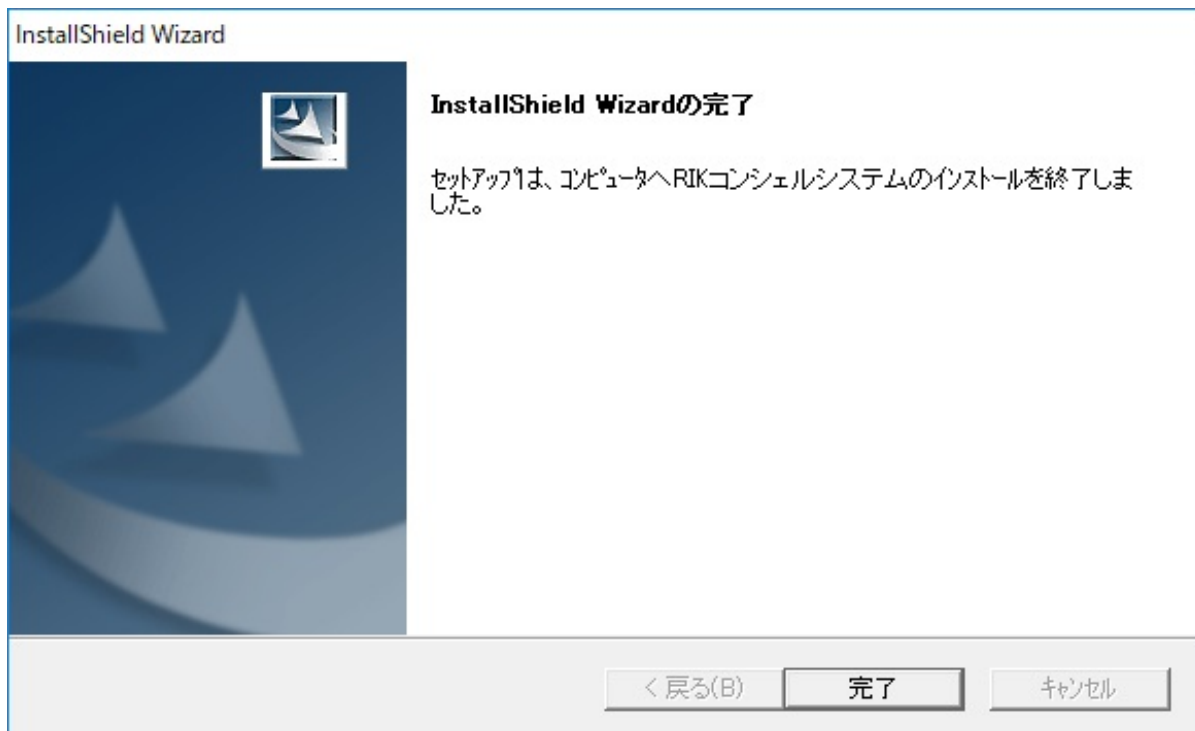 InstallShield Wizard
InstallShield Wizardの完了
セットアップは、コンピュータへRIKコンシェルシステムのインストールを終了しま
した。
< 戻る(B)
完了
キャンセル